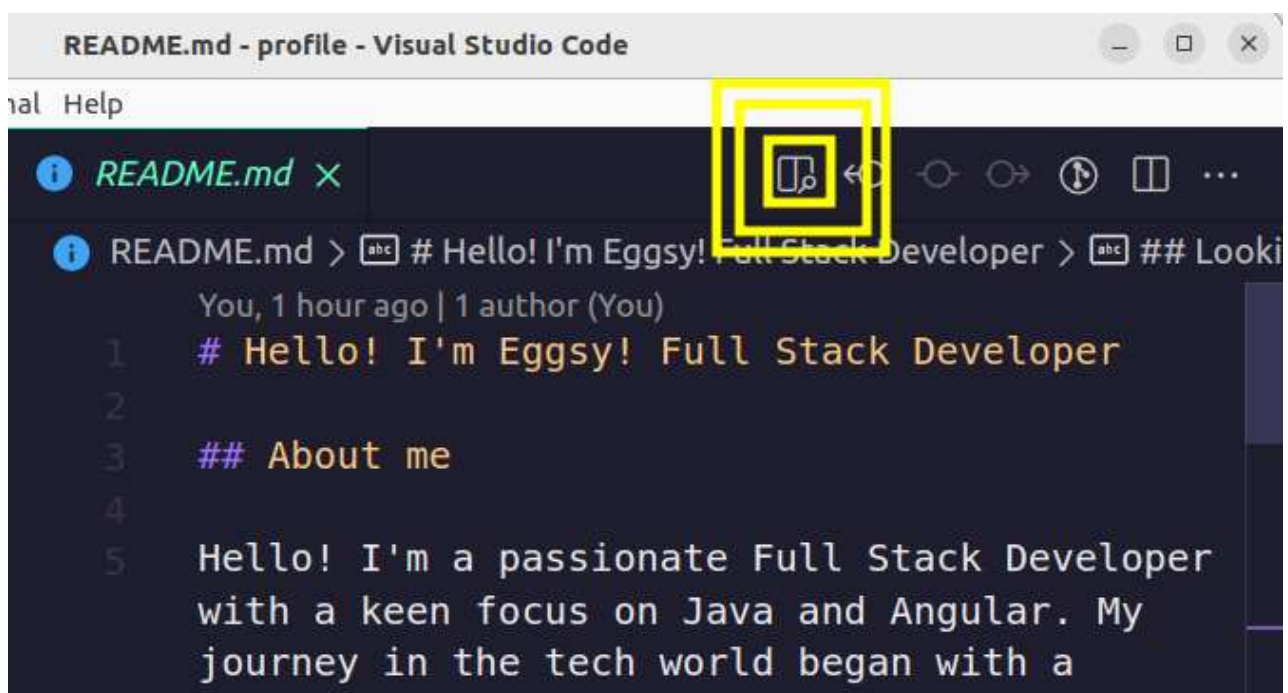 README.md - profile - Visual Studio Code
nal Help
README.md
README.md > # Hello! I'm Eggsy! Full Stack Developer > ## Looki
You, 1 hour ago | 1 author (You)
1 # Hello! I'm Eggsy! Full Stack Developer
2
3 ## About me
4
5 Hello! I'm a passionate Full Stack Developer
with a keen focus on Java and Angular. My
journey in the tech world began with a